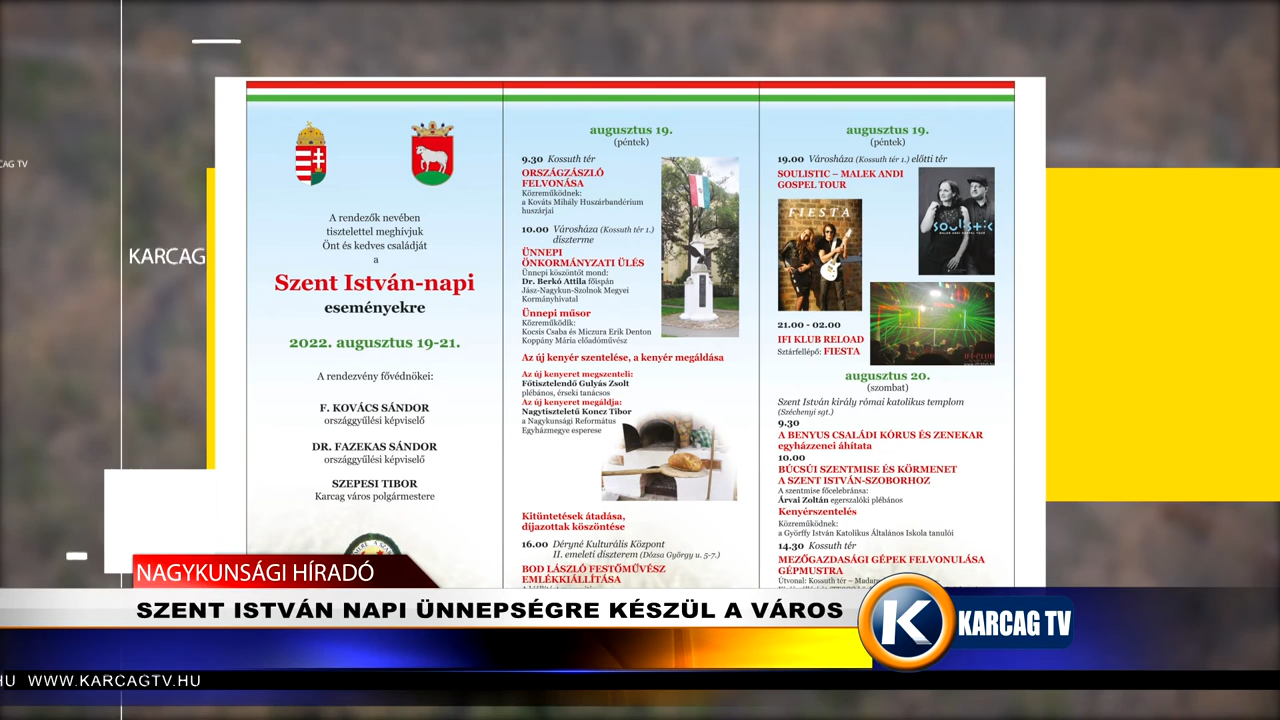 CAG TV
KARCAG
A rendezők nevében
tisztelettel meghívjuk
Önt és kedves családját
a
Szent István-napi
eseményekre
2022. augusztus 19-21.
A rendezvény fővédnökei:
F. KOVÁCS SÁNDOR
országgyűlési képviselő
DR. FAZEKAS SÁNDOR
országgyűlési képviselő
SZEPESI TIBOR
Karcag város polgármestere
augusztus 19.
(péntek)
9.30 Kossuth tér
ORSZÁGZÁSZLÓ
FELVONÁSA
Közreműködnek:
a Kováts Mihály Huszárbandérium
huszárjai
10.00 Városháza (Kossuth tér 1.)
díszterme
ÜNNEPI
ÖNKORMÁNYZATI ÜLÉS
Ünnepi köszöntőt mond:
Dr. Berkó Attila főispán
Jász-Nagykun-Szolnok Megyei
Kormányhivatal
Ünnepi műsor
Közreműködik:
Kocsis Csaba és Miczura Erik Denton
Koppány Mária előadóművész
Az új kenyér szentelése, a kenyér megáldása
Az új kenyeret megszenteli:
Főtisztelendő Gulyás Zsolt
plébános, érseki tanácsos
Az új kenyeret megáldja:
Nagytiszteletű Koncz Tibor
a Nagykunsági Református
Egyházmegye esperese
Kitüntetések átadása,
díjazottak köszöntése
16.00 Déryné Kulturális Központ
II. emeleti díszterem (Dózsa György u. 5-7.)
BOD LÁSZLÓ FESTŐMŰVÉSZ
EMLÉKKIÁLLÍTÁSA
augusztus 19.
(péntek)
19.00 Városháza (Kossuth tér 1.) előtti tér
SOULISTIC – MALEK ANDI
GOSPEL TOUR
FIESTA
soulistic
21.00 - 02.00
IFI KLUB RELOAD
Sztárfellépő: FIESTA
augusztus 20.
(szombat)
Szent István király római katolikus templom
(Széchenyi sgt.)
9.30
A BENYUS CSALÁDI KÓRUS ÉS ZENEKAR
egyházzenei áhítata
10.00
BÚCSÚI SZENTMISE ÉS KÖRMENET
A SZENT ISTVÁN-SZOBORHOZ
A szentmise főcelebránsa:
Árvai Zoltán egerszalóki plébános
Kenyérszentelés
Közreműködnek:
a Györffy István Katolikus Általános Iskola tanulói
14.30 Kossuth tér
MEZŐGAZDASÁGI GÉPEK FELVONULÁSA
GÉPMUSTRA
Útvonal: Kossuth tér –
NAGYKUNSÁGI HÍRADÓ
SZENT ISTVÁN NAPI ÜNNEPSÉGRE KÉSZÜL A VÁROS
K KARCAG TV
HU WWW.KARCAGTV.HU